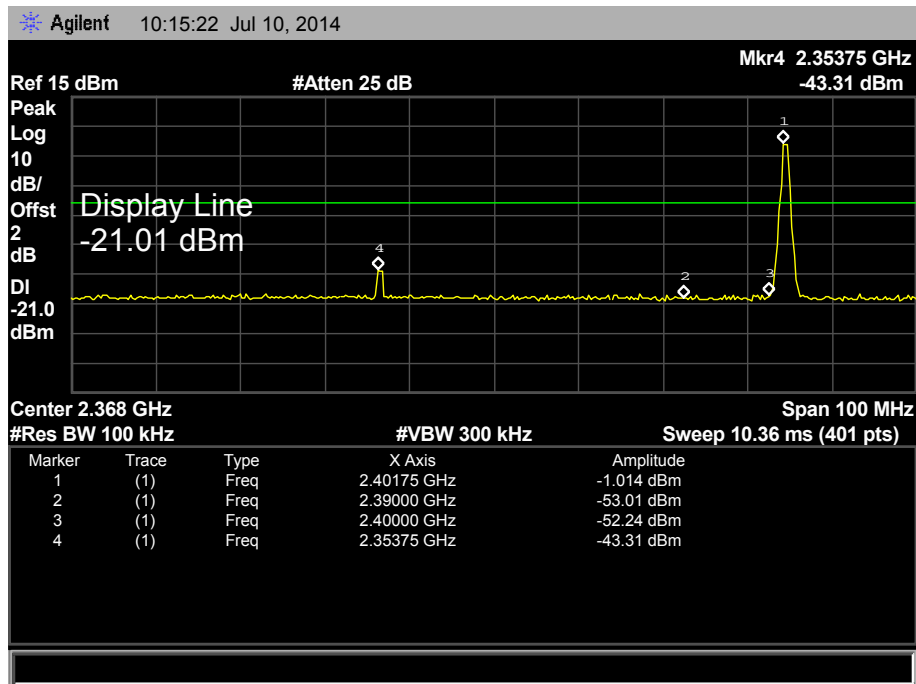 Agilent 10:15:22 Jul 10, 2014
Mkr4 2.35375 GHz
Ref 15 dBm #Atten 25 dB -43.31 dBm
Peak
Log
10
dB/
Offst
2
dB
DI
-21.0
dBm
Display Line
-21.01 dBm
1
4
2
3
Center 2.368 GHz Span 100 MHz
#Res BW 100 kHz #VBW 300 kHz Sweep 10.36 ms (401 pts)
Marker Trace Type X Axis Amplitude
1 (1) Freq 2.40175 GHz -1.014 dBm
2 (1) Freq 2.39000 GHz -53.01 dBm
3 (1) Freq 2.40000 GHz -52.24 dBm
4 (1) Freq 2.35375 GHz -43.31 dBm